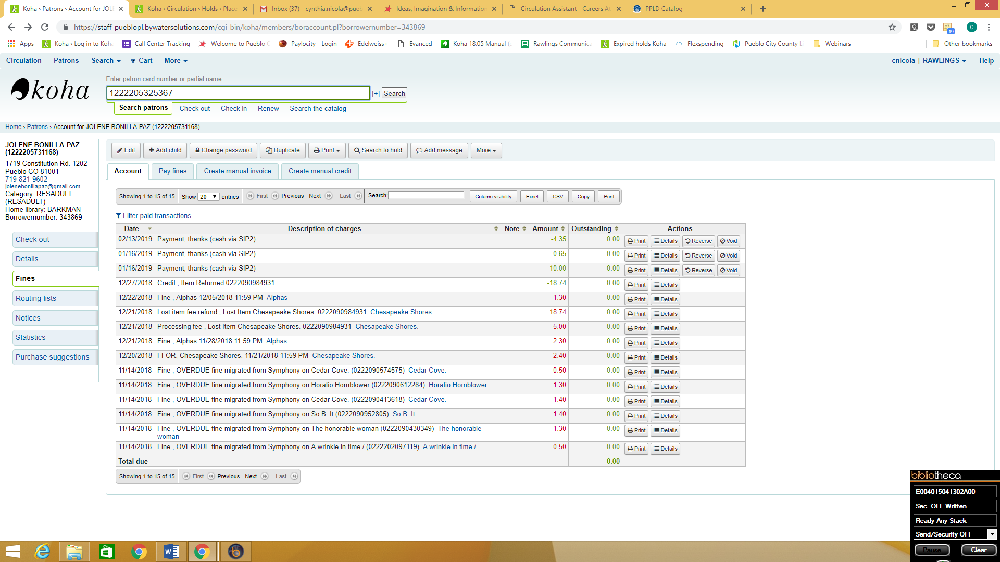 Koha › Patrons › Account for JOLE
Koha › Circulation › Holds › Place
Inbox (37) - cynthia.nicola@pueb
Ideas, Imagination & Information
Circulation Assistant - Careers At
PPLD Catalog
https://staff-pueblopl.bywatersolutions.com/cgi-bin/koha/members/boraccount.pl?borrowernumber=343869
19
C
Apps
Koha › Log in to Koha
Call Center Tracking
Welcome to Pueblo C
Paylocity - Login
Edelweiss+
Evanced
Koha 18.05 Manual (e
Rawlings Communica
Expired holds Koha
Flexspending
Pueblo City County L
Webinars
Other bookmarks
Circulation Patrons Search Cart More
cnicola | RAWLINGS Help
koha
Enter patron card number or partial name:
1222205325367 [+] Search
Search patrons Check out Check in Renew Search the catalog
Home › Patrons › Account for JOLENE BONILLA-PAZ (1222205731168)
JOLENE BONILLA-PAZ
(1222205731168)
1719 Constitution Rd. 1202
Pueblo CO 81001
719-821-9602
jolenebonillapaz@gmail.com
Category: RESADULT
(RESADULT)
Home library: BARKMAN
Borrowernumber: 343869
Check out
Details
Fines
Routing lists
Notices
Statistics
Purchase suggestions
Edit + Add child Change password Duplicate Print Search to hold Add message More
Account Pay fines Create manual invoice Create manual credit
Showing 1 to 15 of 15 Show 20 entries First Previous Next Last Search: Column visibility Excel CSV Copy Print
Filter paid transactions
Date Description of charges Note Amount Outstanding Actions
02/13/2019 Payment, thanks (cash via SIP2) -4.35 0.00 Print Details Reverse Void
01/16/2019 Payment, thanks (cash via SIP2) -0.65 0.00 Print Details Reverse Void
01/16/2019 Payment, thanks (cash via SIP2) -10.00 0.00 Print Details Reverse Void
12/27/2018 Credit , Item Returned 0222090984931 -18.74 0.00 Print Details
12/22/2018 Fine , Alphas 12/05/2018 11:59 PM Alphas 1.30 0.00 Print Details
12/21/2018 Lost item fee refund , Lost Item Chesapeake Shores. 0222090984931 Chesapeake Shores. 18.74 0.00 Print Details
12/21/2018 Processing fee , Lost Item Chesapeake Shores. 0222090984931 Chesapeake Shores. 5.00 0.00 Print Details
12/21/2018 Fine , Alphas 11/28/2018 11:59 PM Alphas 2.30 0.00 Print Details
12/20/2018 FFOR, Chesapeake Shores. 11/21/2018 11:59 PM Chesapeake Shores. 2.40 0.00 Print Details
11/14/2018 Fine , OVERDUE fine migrated from Symphony on Cedar Cove. (0222090574575) Cedar Cove. 0.50 0.00 Print Details
11/14/2018 Fine , OVERDUE fine migrated from Symphony on Horatio Hornblower (0222090612284) Horatio Hornblower 1.30 0.00 Print Details
11/14/2018 Fine , OVERDUE fine migrated from Symphony on Cedar Cove. (0222090413618) Cedar Cove. 1.40 0.00 Print Details
11/14/2018 Fine , OVERDUE fine migrated from Symphony on So B. It (0222090952805) So B. It 1.40 0.00 Print Details
11/14/2018 Fine , OVERDUE fine migrated from Symphony on The honorable woman (0222090430349) The honorable 1.30 0.00 Print Details
woman
11/14/2018 Fine , OVERDUE fine migrated from Symphony on A wrinkle in time / (0222202097119) A wrinkle in time / 0.50 0.00 Print Details
Total due 0.00
Showing 1 to 15 of 15 First Previous Next Last
bibliotheca
E004015041302A00
Sec. OFF Written
Ready Any Stack
Send/Security OFF
Pause Clear